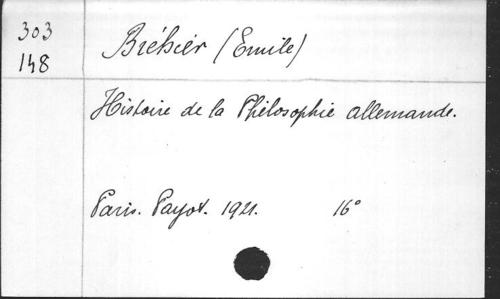 303
148
Bréhier (Emile)
Histoire de la Philosophie allemande.
Paris. Payot. 1921. 16°